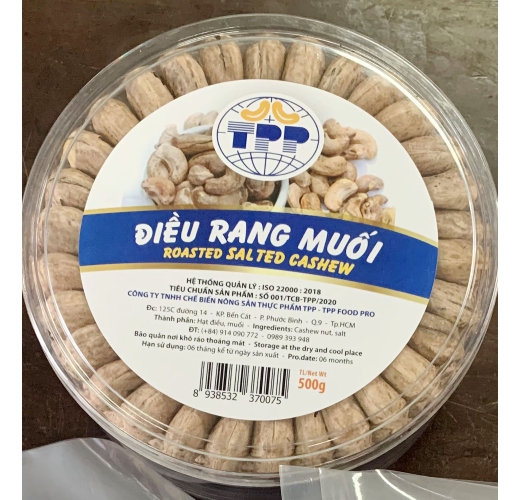 TPP
ĐIỀU RANG MUỐI
ROASTED SALTED CASHEW
HỆ THỐNG QUẢN LÝ : ISO 22000 : 2018
TIÊU CHUẨN SẢN PHẨM : SỐ 001/TCB-TPP/2020
CÔNG TY TNHH CHẾ BIẾN NÔNG SẢN THỰC PHẨM TPP - TPP FOOD PRO
Đc: 125C đường 14 - KP. Bến Cát - P. Phước Bình - Q.9 - Tp.HCM
Thành phần: Hạt điều, muối - Ingredients: Cashew nut, salt
ĐT: (+84) 914 090 772 - 0989 393 948
Bảo quản nơi khô ráo thoáng mát - Storage at the dry and cool place
Hạn sử dụng: 06 tháng kể từ ngày sản xuất - Pro.date: 06 months
TL/Net Wt
500g
8 938532 370075